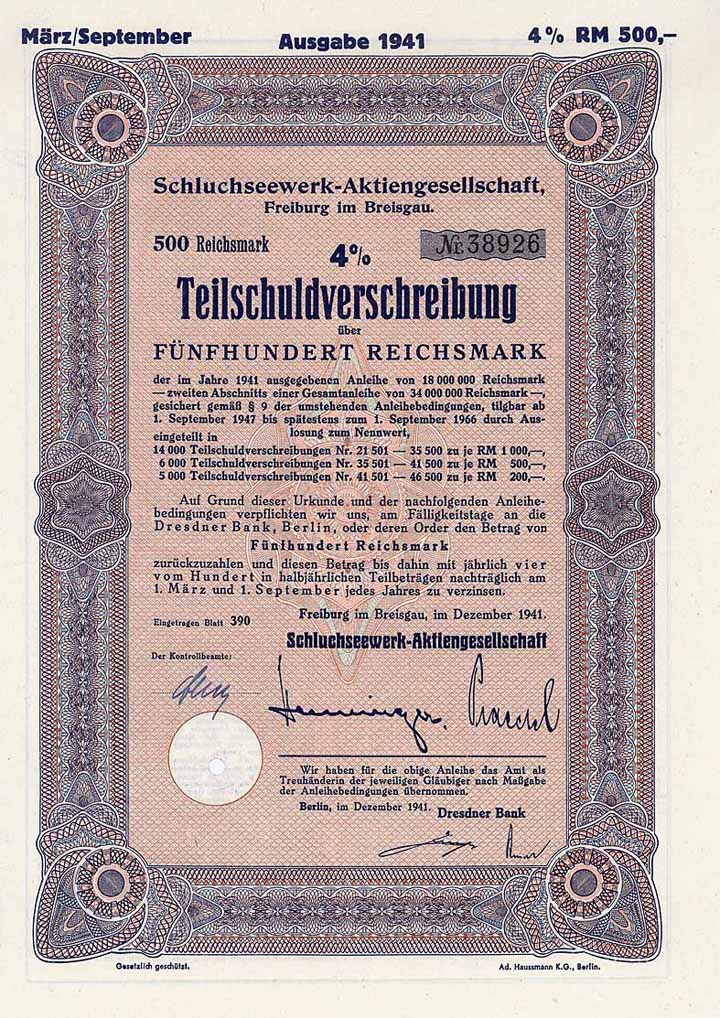 März/September Ausgabe 1941 4% RM 500,—
Schluchseewerk-Aktiengesellschaft,
Freiburg im Breisgau.
500 Reichsmark 4% Nr. 38926
Teilschuldverschreibung
über
FÜNFHUNDERT REICHSMARK
der im Jahre 1941 ausgegebenen Anleihe von 18 000 000 Reichsmark
— zweiten Abschnitts einer Gesamtanleihe von 34 000 000 Reichsmark —,
gesichert gemäß § 9 der umstehenden Anleihebedingungen, tilgbar ab
1. September 1947 bis spätestens zum 1. September 1966 durch Aus-
losung zum Nennwert,
eingeteilt in
14 000 Teilschuldverschreibungen Nr. 21 501 — 35 500 zu je RM 1 000,—,
6 000 Teilschuldverschreibungen Nr. 35 501 — 41 500 zu je RM 500,—,
5 000 Teilschuldverschreibungen Nr. 41 501 — 46 500 zu je RM 200,—,
Auf Grund dieser Urkunde und der nachfolgenden Anleihe-
bedingungen verpflichten wir uns, am Fälligkeitstage an die
Dresdner Bank, Berlin, oder deren Order den Betrag von
Fünfhundert Reichsmark
zurückzuzahlen und diesen Betrag bis dahin mit jährlich vier
vom Hundert in halbjährlichen Teilbeträgen nachträglich am
1. März und 1. September jedes Jahres zu verzinsen.
Freiburg im Breisgau, im Dezember 1941.
Eingetragen Blatt 390
Schluchseewerk-Aktiengesellschaft
Der Kontrollbeamte:
Wir haben für die obige Anleihe das Amt als
Treuhänderin der jeweiligen Gläubiger nach Maßgabe
der Anleihebedingungen übernommen.
Berlin, im Dezember 1941.
Dresdner Bank
Gesetzlich geschützt. Ad. Haussmann K.G., Berlin.